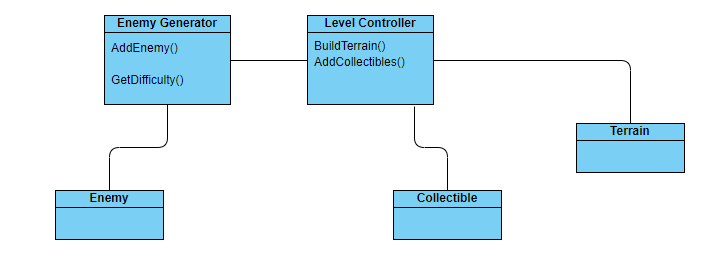 Enemy Generator
AddEnemy()
GetDifficulty()
Level Controller
BuildTerrain()
AddCollectibles()
Terrain
Enemy
Collectible